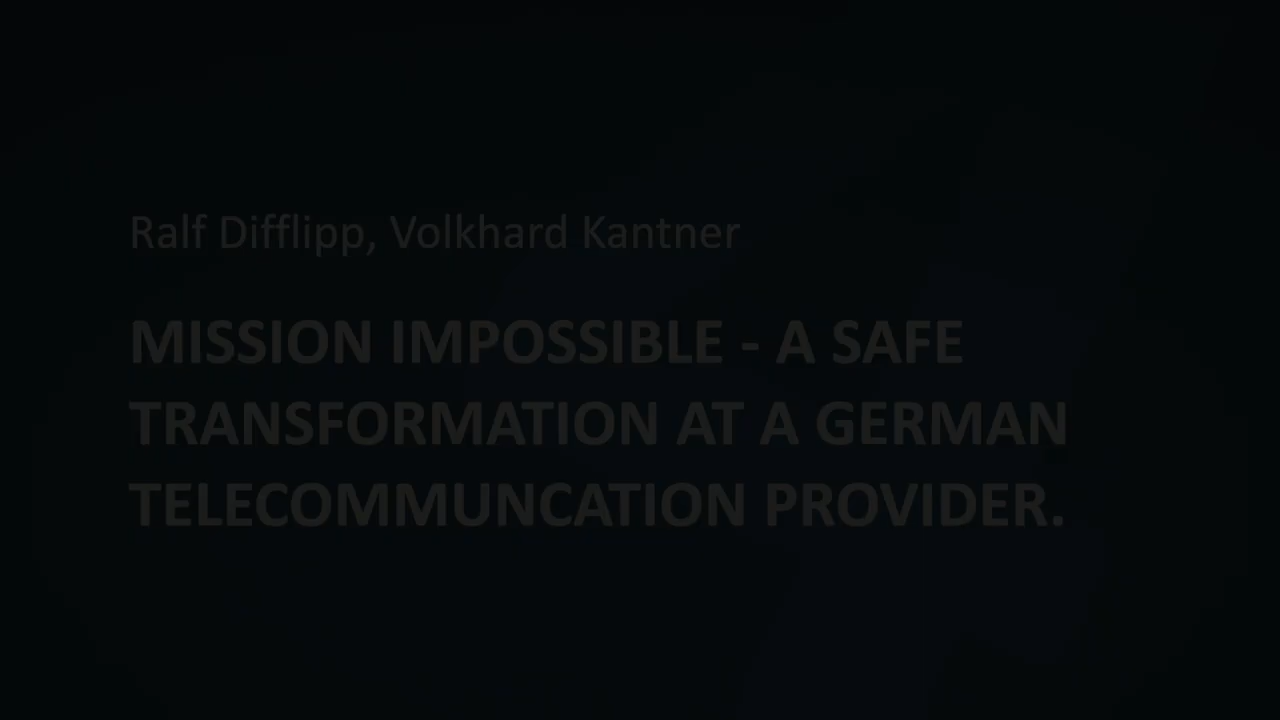 Ralf Difflipp, Volkhard Kantner
MISSION IMPOSSIBLE - A SAFE
TRANSFORMATION AT A GERMAN
TELECOMMUNCATION PROVIDER.